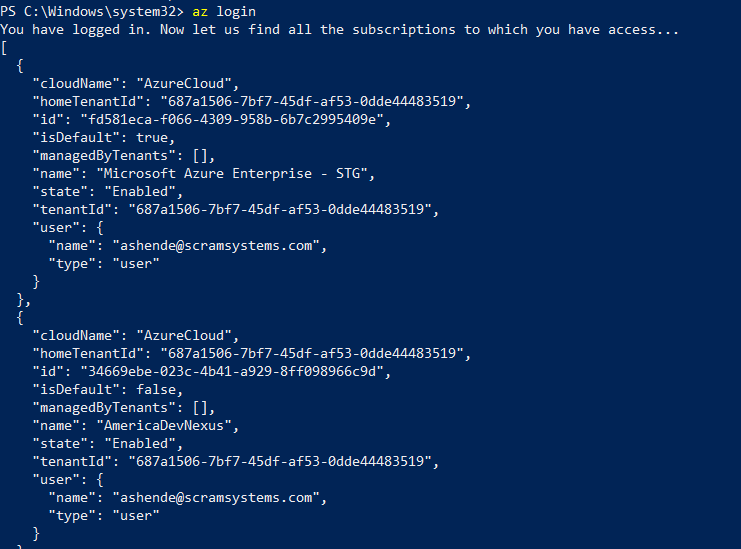 PS C:\Windows\system32> az login
You have logged in. Now let us find all the subscriptions to which you have access...
[
  {
    "cloudName": "AzureCloud",
    "homeTenantId": "687a1506-7bf7-45df-af53-0dde44483519",
    "id": "fd581eca-f066-4309-958b-6b7c2995409e",
    "isDefault": true,
    "managedByTenants": [],
    "name": "Microsoft Azure Enterprise - STG",
    "state": "Enabled",
    "tenantId": "687a1506-7bf7-45df-af53-0dde44483519",
    "user": {
      "name": "ashende@scramsystems.com",
      "type": "user"
    }
  },
  {
    "cloudName": "AzureCloud",
    "homeTenantId": "687a1506-7bf7-45df-af53-0dde44483519",
    "id": "34669ebe-023c-4b41-a929-8ff098966c9d",
    "isDefault": false,
    "managedByTenants": [],
    "name": "AmericaDevNexus",
    "state": "Enabled",
    "tenantId": "687a1506-7bf7-45df-af53-0dde44483519",
    "user": {
      "name": "ashende@scramsystems.com",
      "type": "user"
    }